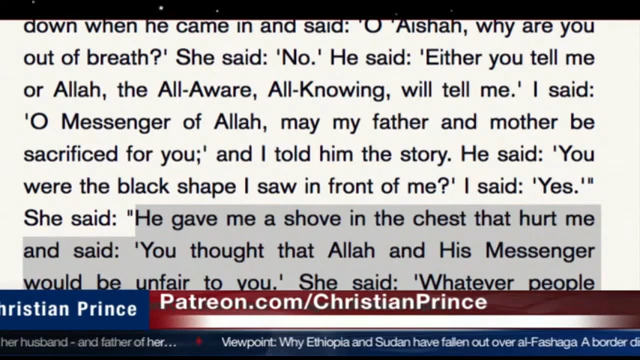 down when he came in and said: 'O 'Aishah, why are you
out of breath?' She said: 'No.' He said: 'Either you tell me
or Allah, the All-Aware, All-Knowing, will tell me.' I said:
'O Messenger of Allah, may my father and mother be
sacrificed for you;' and I told him the story. He said: 'You
were the black shape I saw in front of me?' I said: 'Yes.'"
She said: "He gave me a shove in the chest that hurt me
and said: 'You thought that Allah and His Messenger
would be unfair to you.' She said: 'Whatever people
Christian Prince
Patreon.com/ChristianPrince
her husband - and father of her… Viewpoint: Why Ethiopia and Sudan have fallen out over al-Fashaga A border di